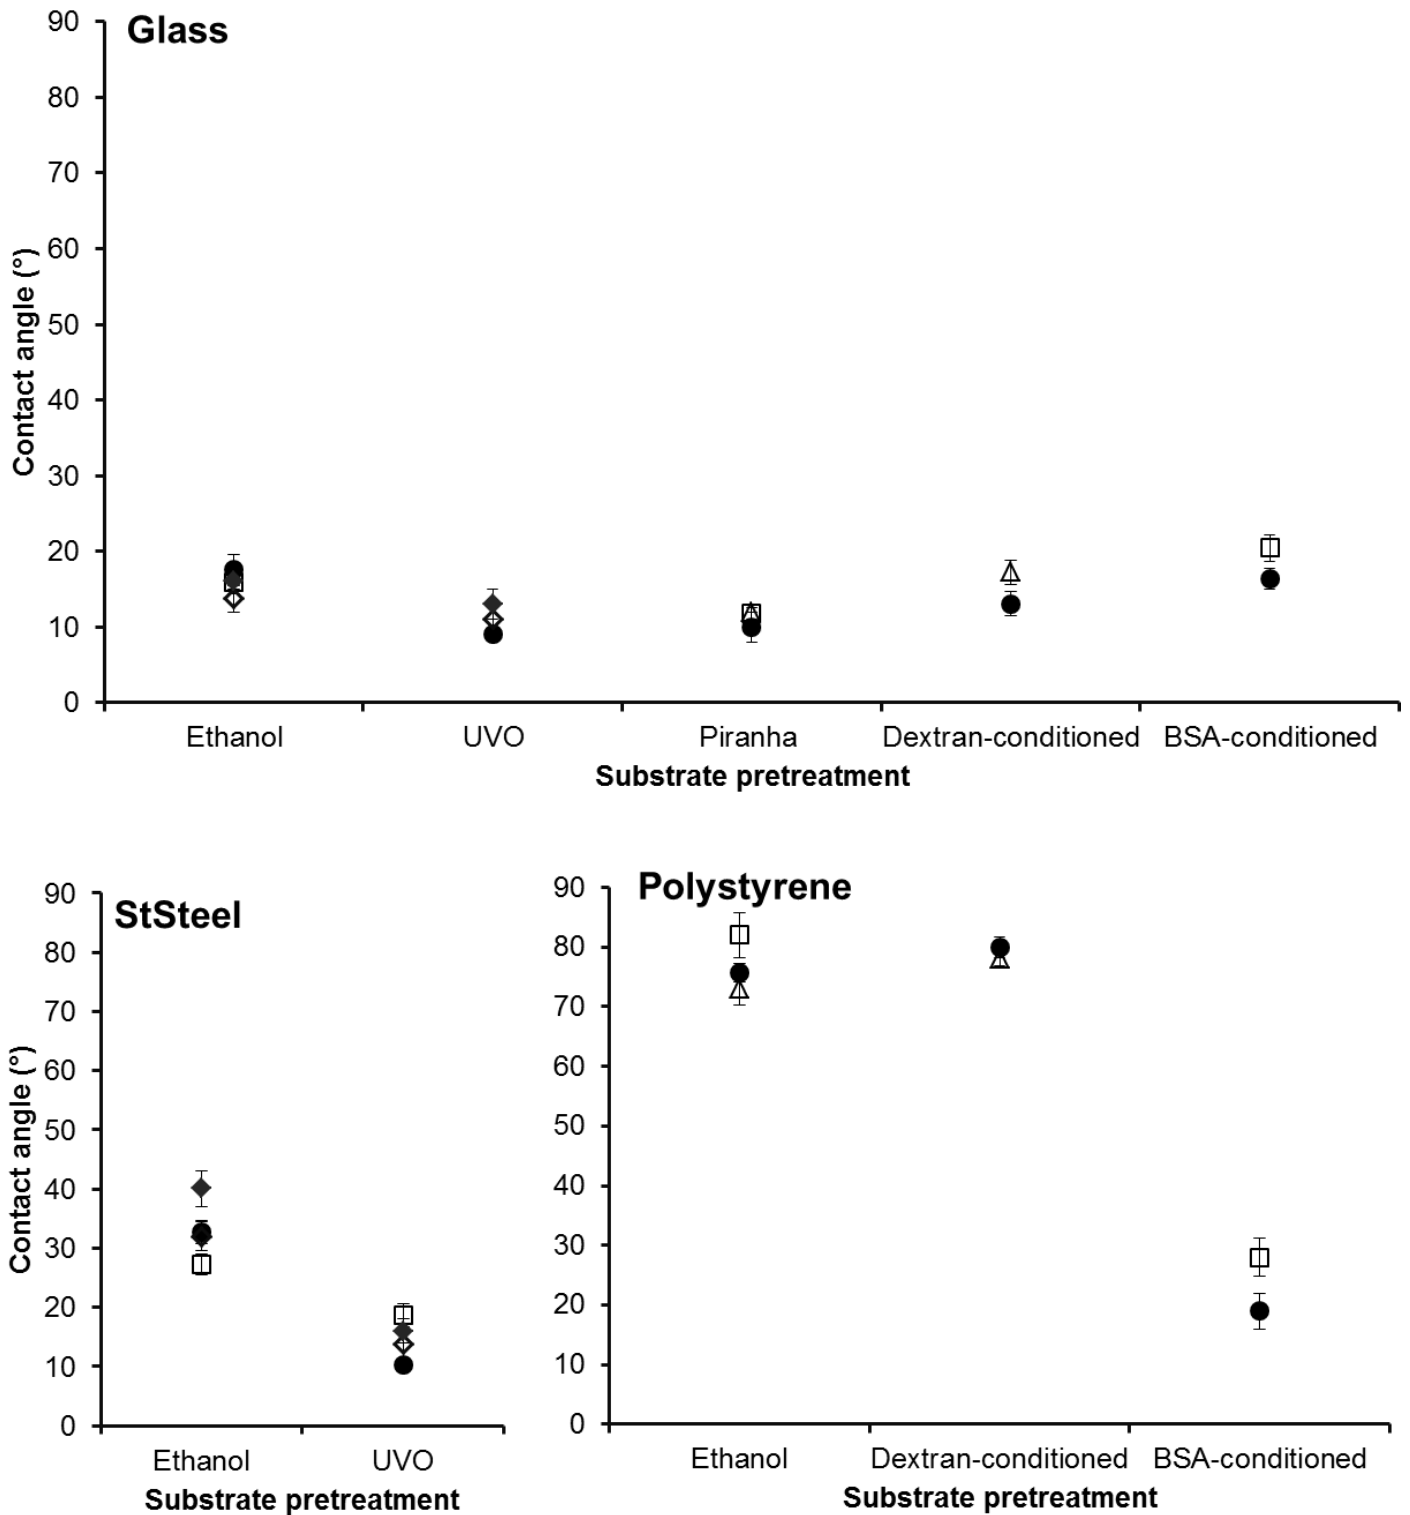 Glass
90
80
70
60
50
40
30
20
10
0
Contact angle (°)
Ethanol UVO Piranha Dextran-conditioned BSA-conditioned
Substrate pretreatment
StSteel
90
80
70
60
50
40
30
20
10
0
Contact angle (°)
Ethanol UVO
Substrate pretreatment
Polystyrene
90
80
70
60
50
40
30
20
10
0
Ethanol Dextran-conditioned BSA-conditioned
Substrate pretreatment